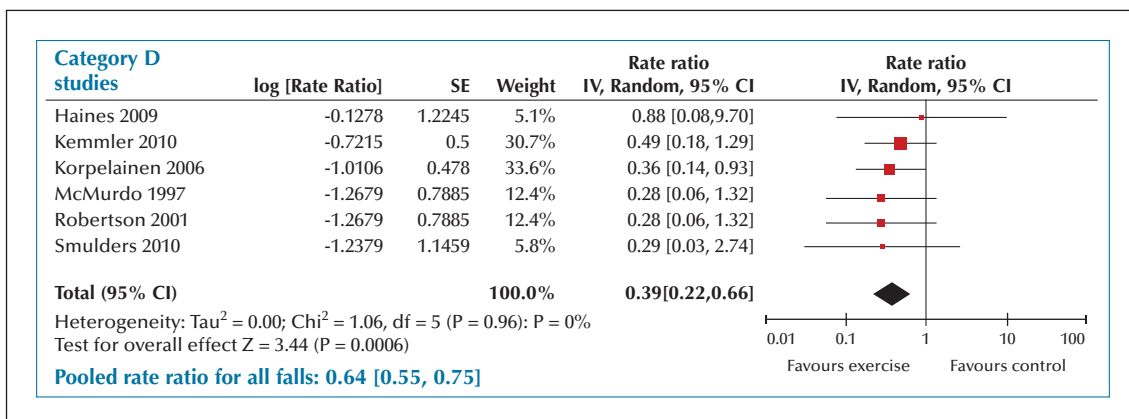 Category D
studies log [Rate Ratio] SE Weight Rate ratio IV, Random, 95% CI Rate ratio IV, Random, 95% CI
Haines 2009 -0.1278 1.2245 5.1% 0.88 [0.08,9.70]
Kemmler 2010 -0.7215 0.5 30.7% 0.49 [0.18, 1.29]
Korpelainen 2006 -1.0106 0.478 33.6% 0.36 [0.14, 0.93]
McMurdo 1997 -1.2679 0.7885 12.4% 0.28 [0.06, 1.32]
Robertson 2001 -1.2679 0.7885 12.4% 0.28 [0.06, 1.32]
Smulders 2010 -1.2379 1.1459 5.8% 0.29 [0.03, 2.74]
Total (95% CI) 100.0% 0.39[0.22,0.66]
Heterogeneity: Tau² = 0.00; Chi² = 1.06, df = 5 (P = 0.96): P = 0%
Test for overall effect Z = 3.44 (P = 0.0006)
Pooled rate ratio for all falls: 0.64 [0.55, 0.75]
0.01 0.1 1 10 100
Favours exercise Favours control